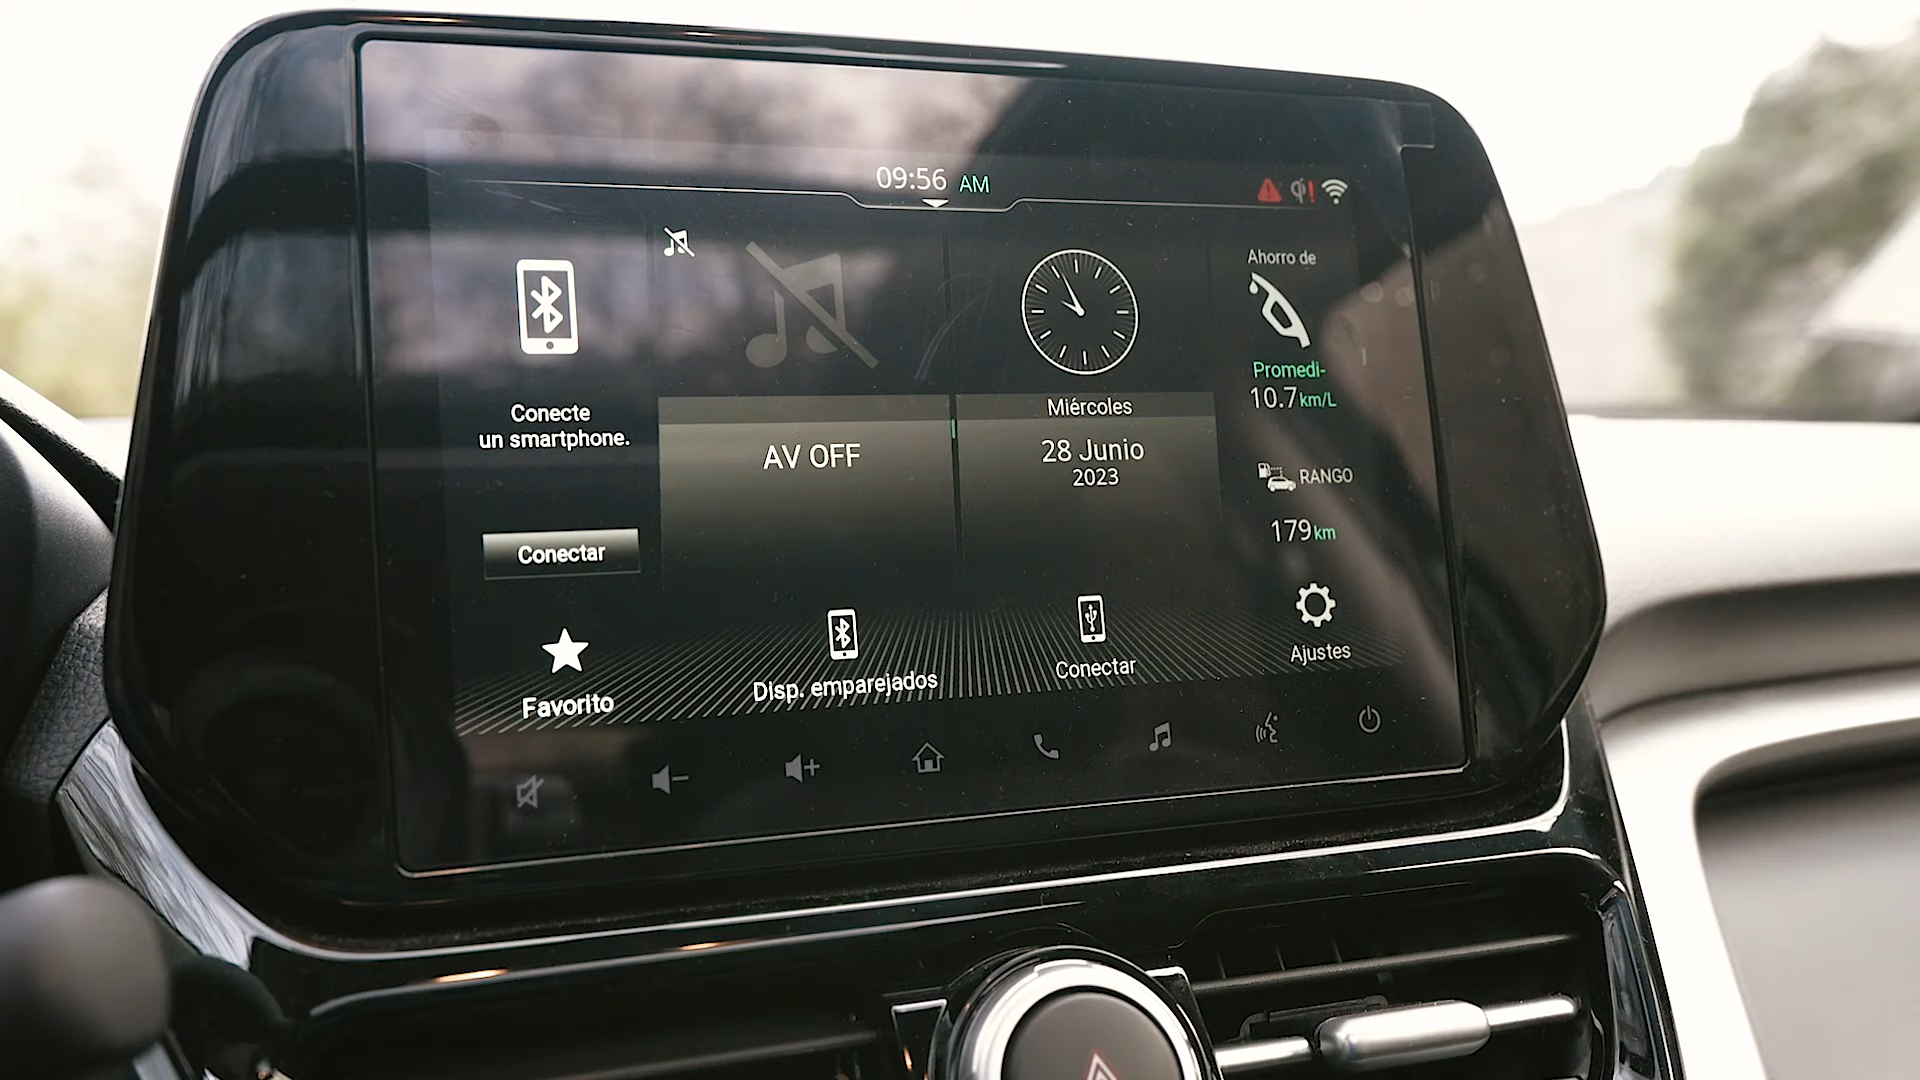 09:56 AM
Conecte
un smartphone.
Conectar
AV OFF
Miércoles
28 Junio
2023
Ahorro de
Promedi-
10.7 km/L
RANGO
179 km
Favorito
Disp. emparejados
Conectar
Ajustes